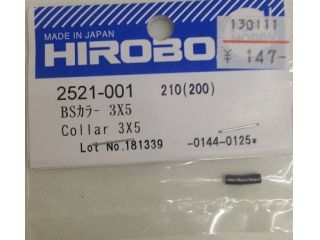 MADE IN JAPAN
HIROBO
130111
¥ 147-
2521-001 210(200)
BSカラー 3X5
Collar 3X5
Lot No.181339 -0144-0125*